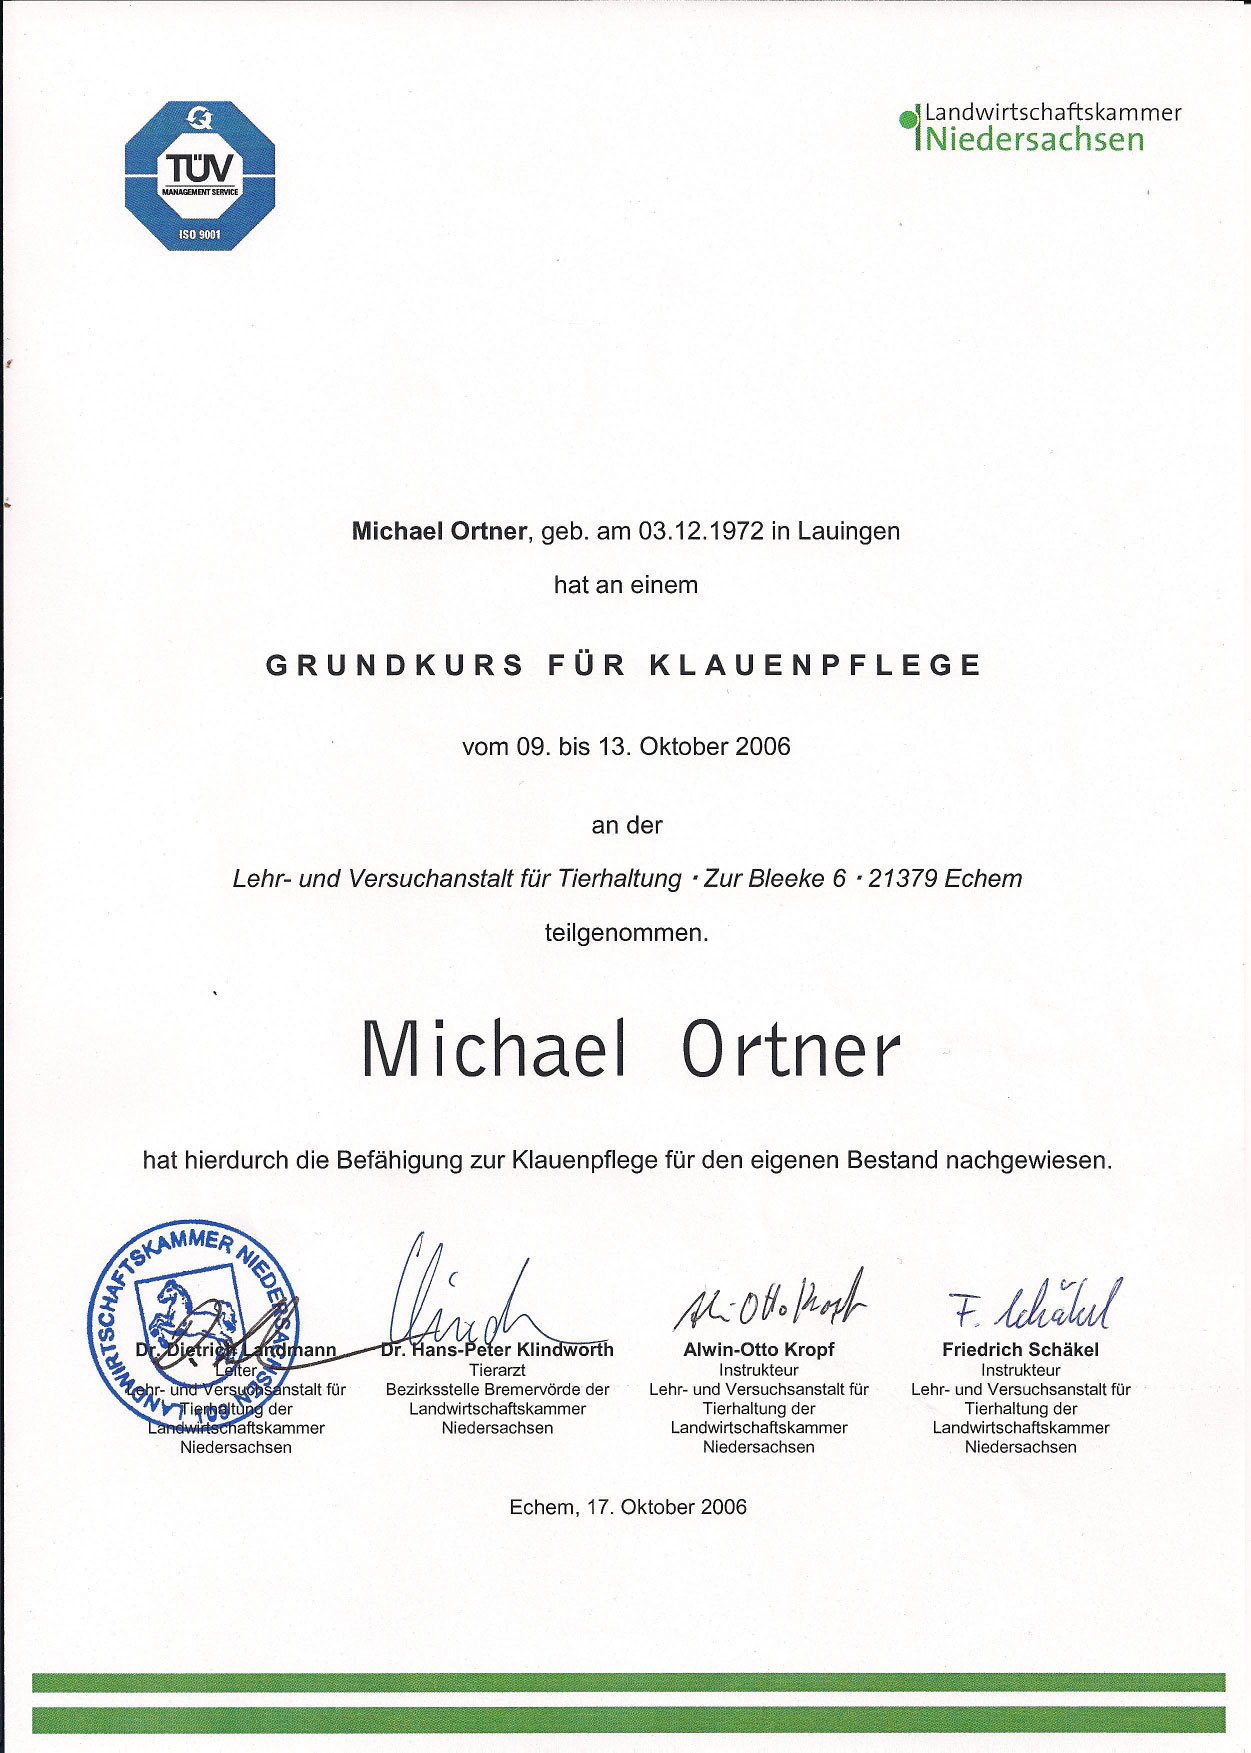 TÜV
MANAGEMENT SERVICE
ISO 9001
Landwirtschaftskammer
Niedersachsen
Michael Ortner, geb. am 03.12.1972 in Lauingen
hat an einem
GRUNDKURS FÜR KLAUENPFLEGE
vom 09. bis 13. Oktober 2006
an der
Lehr- und Versuchanstalt für Tierhaltung · Zur Bleeke 6 · 21379 Echem
teilgenommen.
Michael Ortner
hat hierdurch die Befähigung zur Klauenpflege für den eigenen Bestand nachgewiesen.
LANDWIRTSCHAFTSKAMMER NIEDERSACHSEN 109
Alwin-Otto Kropf
F. Schäkel
Dr. Dietrich Landmann
Leiter
Lehr- und Versuchsanstalt für
Tierhaltung der
Landwirtschaftskammer
Niedersachsen
Dr. Hans-Peter Klindworth
Tierarzt
Bezirksstelle Bremervörde der
Landwirtschaftskammer
Niedersachsen
Alwin-Otto Kropf
Instrukteur
Lehr- und Versuchsanstalt für
Tierhaltung der
Landwirtschaftskammer
Niedersachsen
Friedrich Schäkel
Instrukteur
Lehr- und Versuchsanstalt für
Tierhaltung der
Landwirtschaftskammer
Niedersachsen
Echem, 17. Oktober 2006